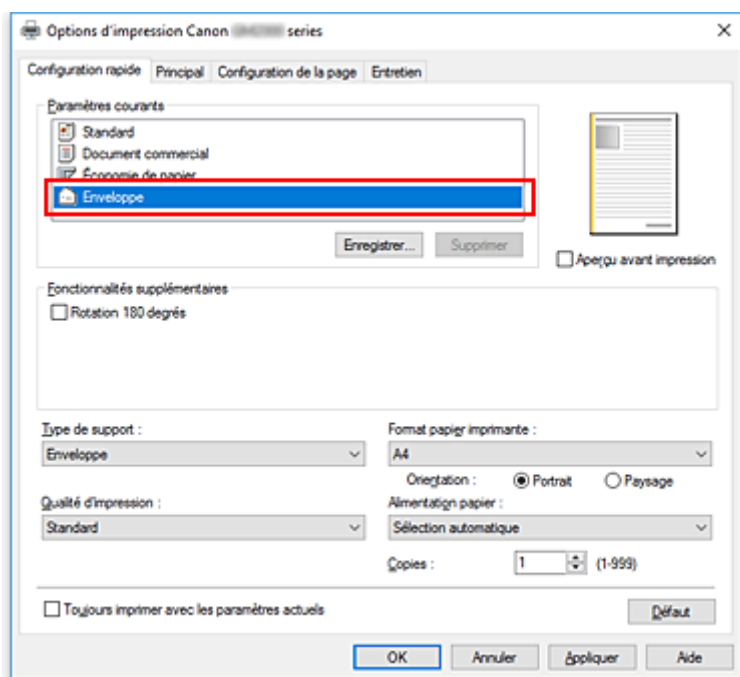 Options d'impression Canon series
Configuration rapide Principal Configuration de la page Entretien
Paramètres courants
Standard
Document commercial
Économie de papier
Enveloppe
Enregistrer... Supprimer
Aperçu avant impression
Fonctionnalités supplémentaires
Rotation 180 degrés
Type de support :
Format papier imprimante :
Enveloppe
A4
Orientation : Portrait Paysage
Qualité d'impression :
Alimentation papier :
Standard
Sélection automatique
Copies : 1 (1-999)
Toujours imprimer avec les paramètres actuels
Défaut
OK Annuler Appliquer Aide